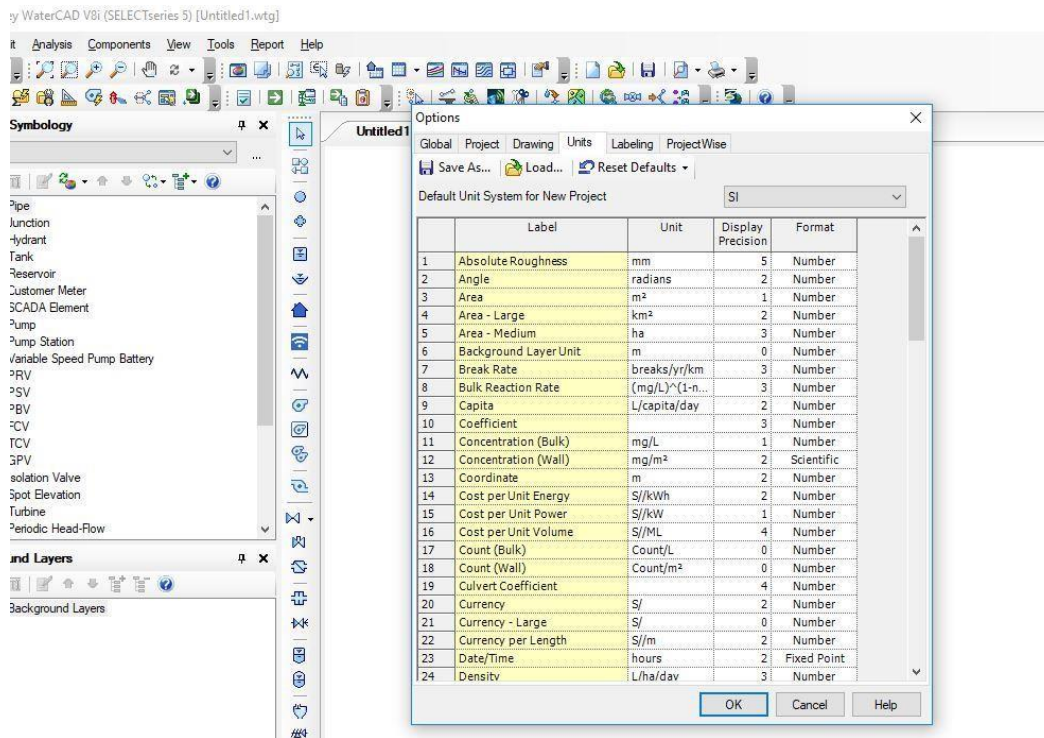 ey WaterCAD V8i (SELECTseries 5) [Untitled1.wtg]
it Analysis Components View Tools Report Help
Symbology
Pipe
Junction
Hydrant
Tank
Reservoir
Customer Meter
SCADA Element
Pump
Pump Station
Variable Speed Pump Battery
PRV
PSV
PBV
FCV
TCV
GPV
solation Valve
Spot Elevation
Turbine
Periodic Head-Flow
und Layers
Background Layers
Untitled1
Options
Global Project Drawing Units Labeling ProjectWise
Save As... Load... Reset Defaults
Default Unit System for New Project SI
Label Unit Display Precision Format
1 Absolute Roughness mm 5 Number
2 Angle radians 2 Number
3 Area m² 1 Number
4 Area - Large km² 2 Number
5 Area - Medium ha 3 Number
6 Background Layer Unit m 0 Number
7 Break Rate breaks/yr/km 3 Number
8 Bulk Reaction Rate (mg/L)^(1-n... 3 Number
9 Capita L/capita/day 2 Number
10 Coefficient 3 Number
11 Concentration (Bulk) mg/L 1 Number
12 Concentration (Wall) mg/m² 2 Scientific
13 Coordinate m 2 Number
14 Cost per Unit Energy S//kWh 2 Number
15 Cost per Unit Power S//kW 1 Number
16 Cost per Unit Volume S//ML 4 Number
17 Count (Bulk) Count/L 0 Number
18 Count (Wall) Count/m² 0 Number
19 Culvert Coefficient 4 Number
20 Currency S/ 2 Number
21 Currency - Large S/ 0 Number
22 Currency per Length S//m 2 Number
23 Date/Time hours 2 Fixed Point
24 Density L/ha/day 3 Number
OK Cancel Help